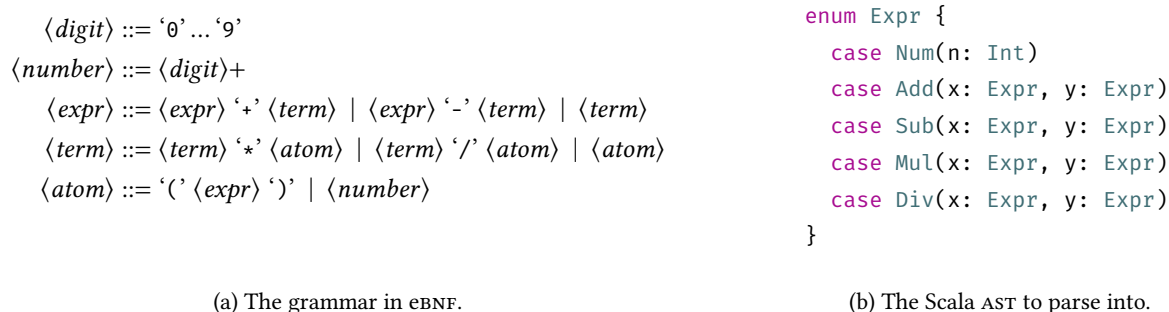 ⟨digit⟩ ::= ‘0’ … ‘9’
⟨number⟩ ::= ⟨digit⟩+
⟨expr⟩ ::= ⟨expr⟩ ‘+’ ⟨term⟩ | ⟨expr⟩ ‘-’ ⟨term⟩ | ⟨term⟩
⟨term⟩ ::= ⟨term⟩ ‘*’ ⟨atom⟩ | ⟨term⟩ ‘/’ ⟨atom⟩ | ⟨atom⟩
⟨atom⟩ ::= ‘(’ ⟨expr⟩ ‘)’ | ⟨number⟩
(a) The grammar in eBNF.
enum Expr {
  case Num(n: Int)
  case Add(x: Expr, y: Expr)
  case Sub(x: Expr, y: Expr)
  case Mul(x: Expr, y: Expr)
  case Div(x: Expr, y: Expr)
}
(b) The Scala AST to parse into.